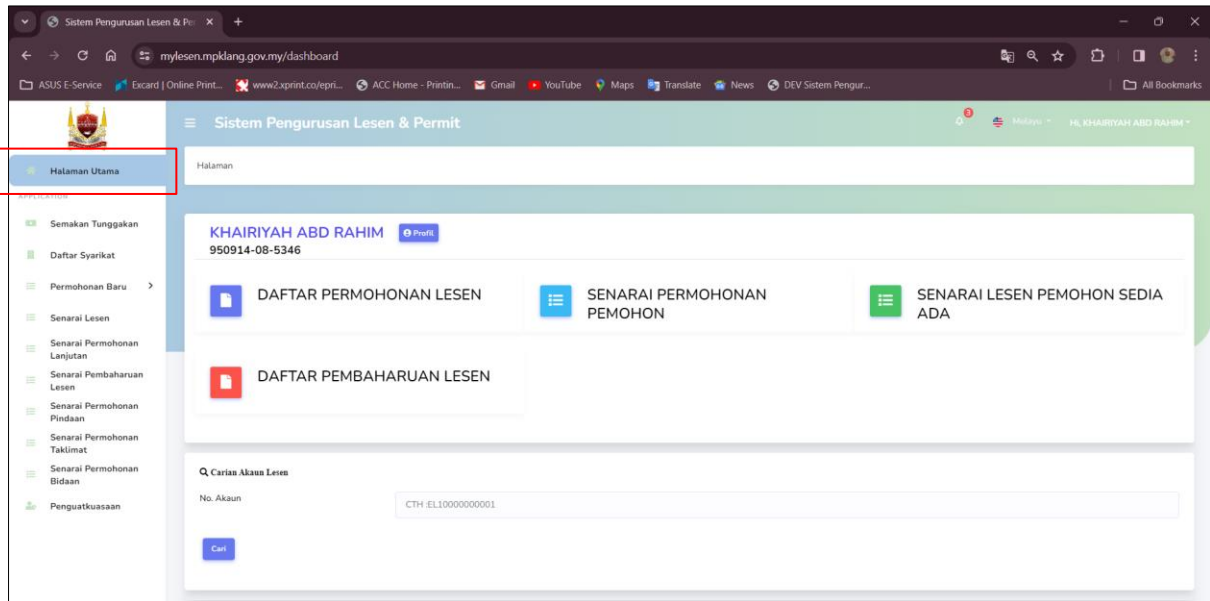 Sistem Pengurusan Lesen & Per
mylesen.mpklang.gov.my/dashboard
ASUS E-Service
Excard | Online Print...
www2.xprint.co/epri...
ACC Home - Printin...
Gmail
YouTube
Maps
Translate
News
DEV Sistem Pengur...
All Bookmarks
Sistem Pengurusan Lesen & Permit
3
Melayu
HI, KHAIRIYAH ABD RAHIM
Halaman Utama
Halaman
APPLICATION
Semakan Tunggakan
Daftar Syarikat
Permohonan Baru >
Senarai Lesen
Senarai Permohonan
Lanjutan
Senarai Pembaharuan
Lesen
Senarai Permohonan
Pindaan
Senarai Permohonan
Taklimat
Senarai Permohonan
Bidaan
Penguatkuasaan
KHAIRIYAH ABD RAHIM
Profil
950914-08-5346
DAFTAR PERMOHONAN LESEN
SENARAI PERMOHONAN
PEMOHON
SENARAI LESEN PEMOHON SEDIA
ADA
DAFTAR PEMBAHARUAN LESEN
Carian Akaun Lesen
No. Akaun
CTH :EL10000000001
Cari